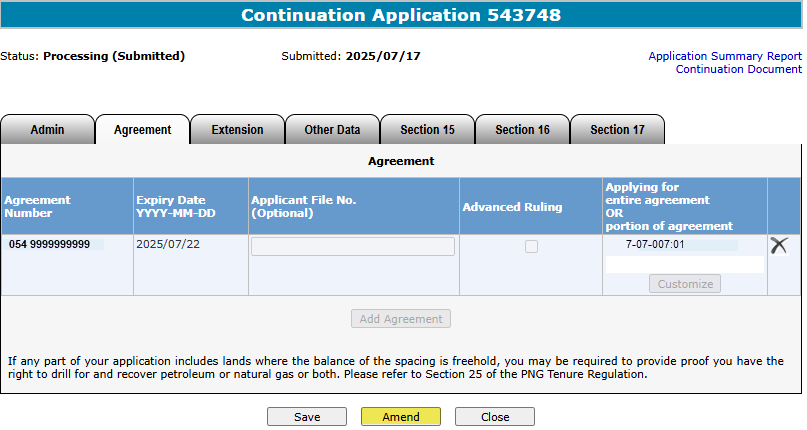 Continuation Application 543748
Status: Processing (Submitted) Submitted: 2025/07/17 Application Summary Report
Continuation Document
Admin Agreement Extension Other Data Section 15 Section 16 Section 17
Agreement
Agreement Number
Expiry Date YYYY-MM-DD
Applicant File No. (Optional)
Advanced Ruling
Applying for
entire agreement
OR
portion of agreement
054 9999999999 2025/07/22 7-07-007:01
Customize
Add Agreement
If any part of your application includes lands where the balance of the spacing is freehold, you may be required to provide proof you have the
right to drill for and recover petroleum or natural gas or both. Please refer to Section 25 of the PNG Tenure Regulation.
Save Amend Close